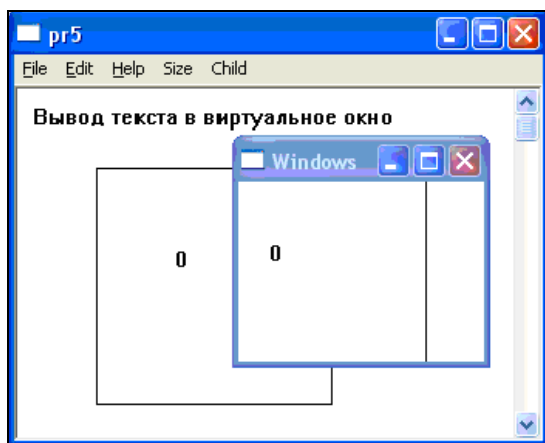 pr5
File Edit Help Size Child
Вывод текста в виртуальное окно
Windows
0
0